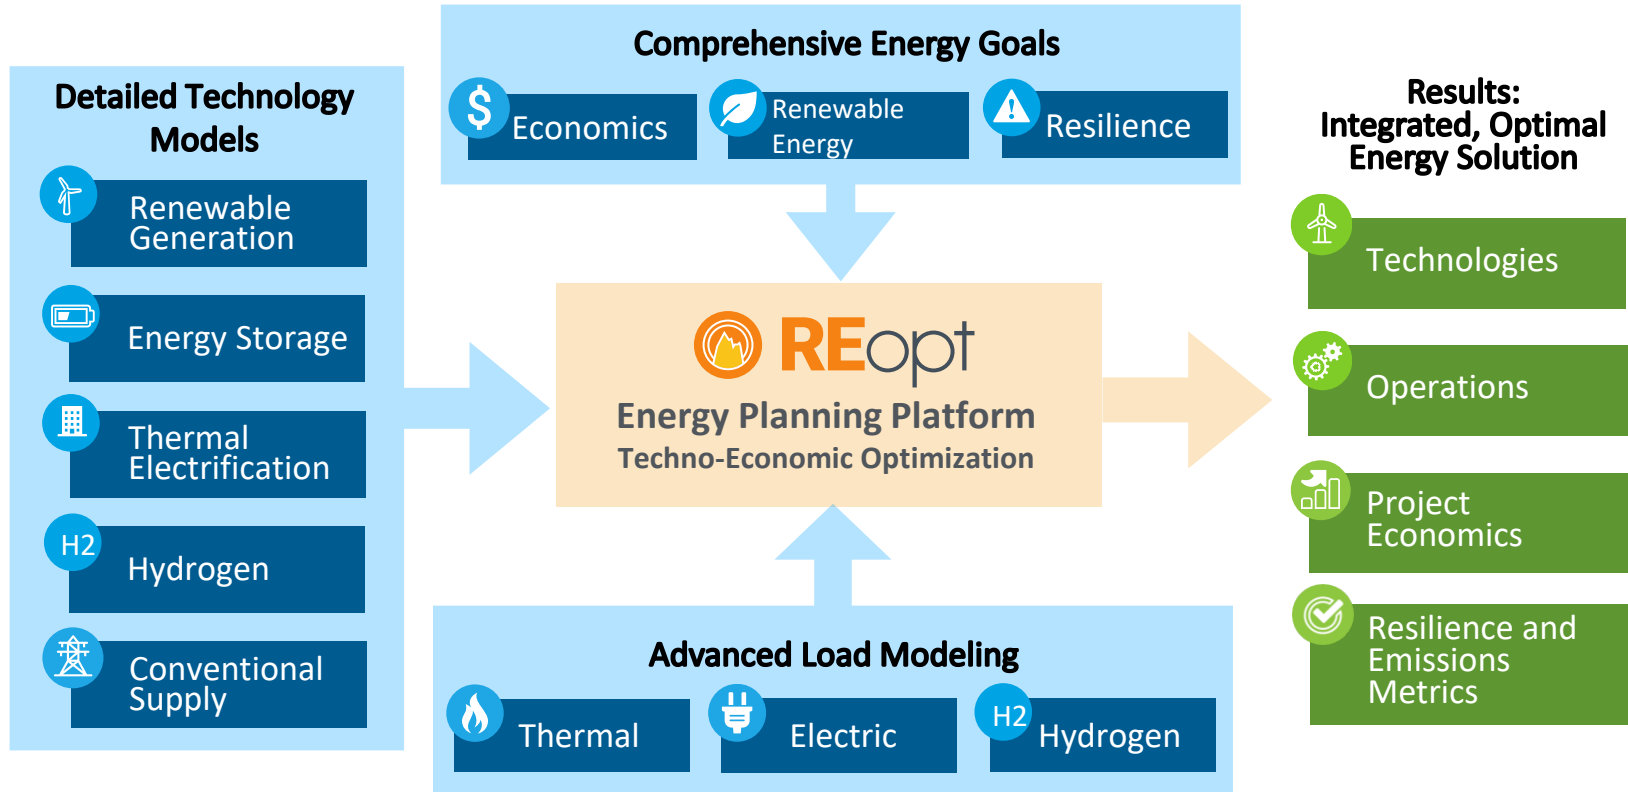 Comprehensive Energy Goals
Economics
Renewable
Energy
Resilience
Detailed Technology
Models
Renewable
Generation
Energy Storage
Thermal
Electrification
H2
Hydrogen
Conventional
Supply
REopt
Energy Planning Platform
Techno-Economic Optimization
Advanced Load Modeling
Thermal
Electric
H2
Hydrogen
Results:
Integrated, Optimal
Energy Solution
Technologies
Operations
Project
Economics
Resilience and
Emissions
Metrics